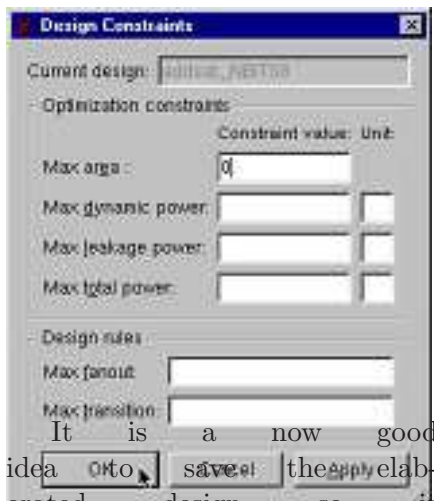 Design Constraints
Current design:
Optimization constraints
Constraint value: Unit:
Max area : 0
Max dynamic power:
Max leakage power:
Max total power:
Design rules
Max fanout:
Max transition:
It is a now good
idea to save the elab-
OK Cancel Apply
orated design so